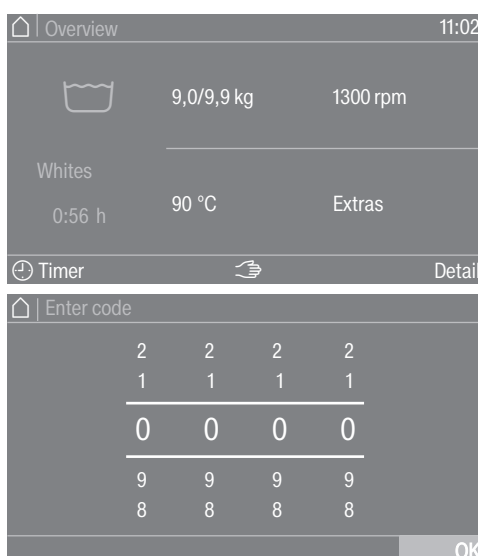 Overview 11:02
9,0/9,9 kg 1300 rpm
Whites
90 °C Extras
0:56 h
Timer Detail
Enter code
2 2 2 2
1 1 1 1
0 0 0 0
9 9 9 9
8 8 8 8
OK